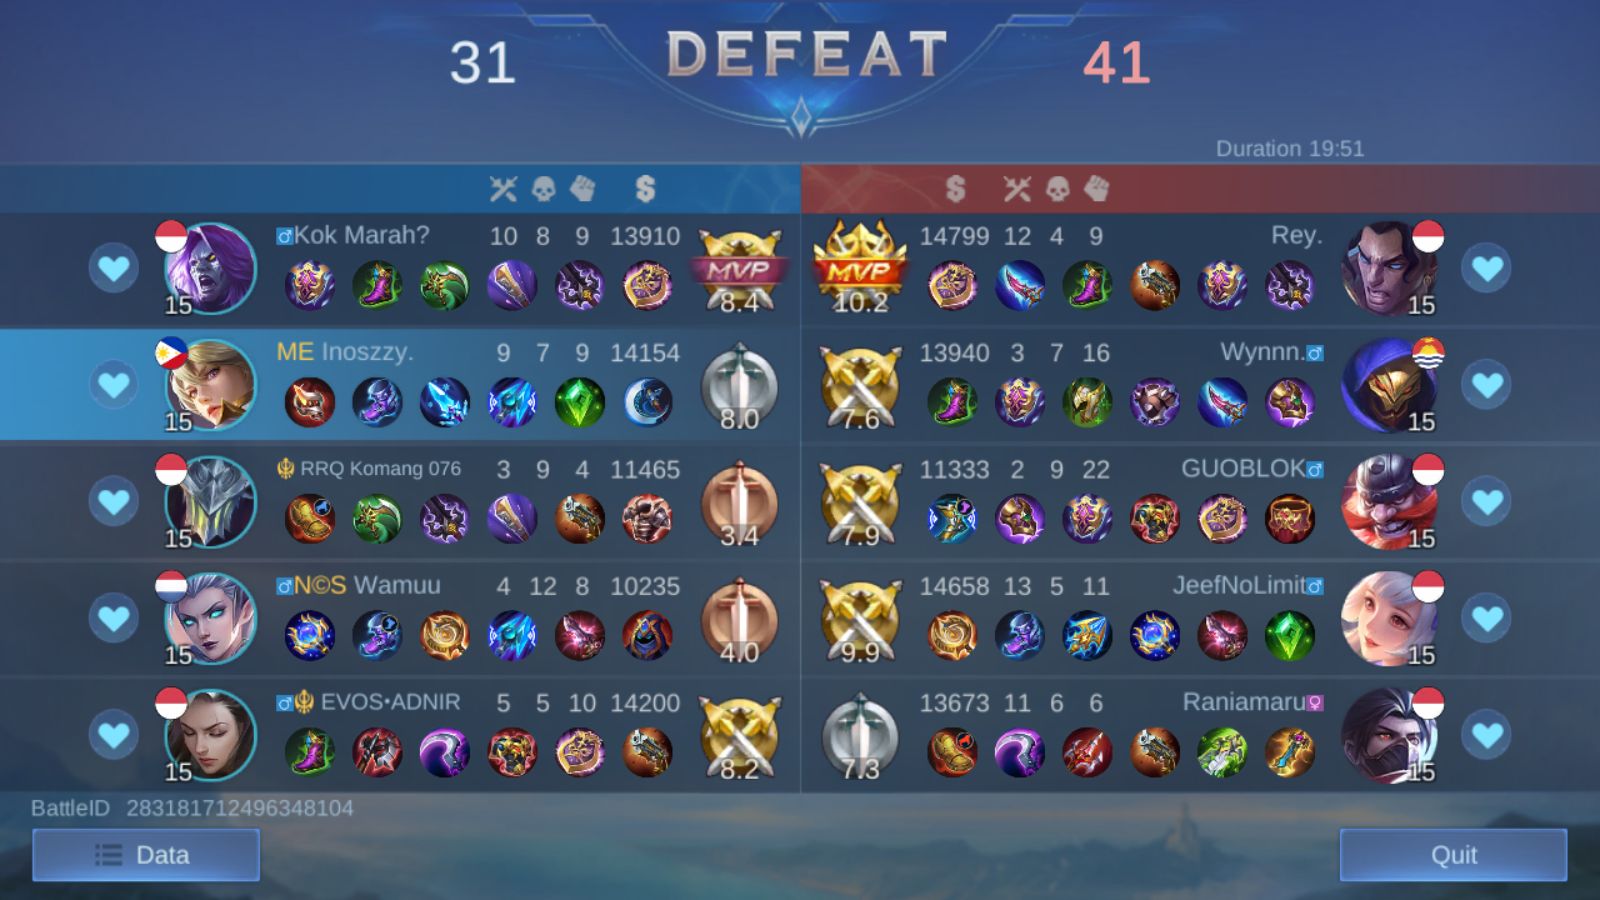 31 DEFEAT 41
Duration 19:51
Kok Marah? 10 8 9 13910
15
MVP 8.4
MVP 10.2
14799 12 4 9 Rey.
15
ME Inoszzy. 9 7 9 14154
15
8.0
7.6
13940 3 7 16 Wynnn.
15
RRQ Komang 076 3 9 4 11465
15
3.4
7.9
11333 2 9 22 GUOBLOK
15
N©S Wamuu 4 12 8 10235
15
4.0
9.9
14658 13 5 11 JeefNoLimit
15
EVOS•ADNIR 5 5 10 14200
15
8.2
7.3
13673 11 6 6 Raniamaru
15
BattleID 283181712496348104
Data
Quit